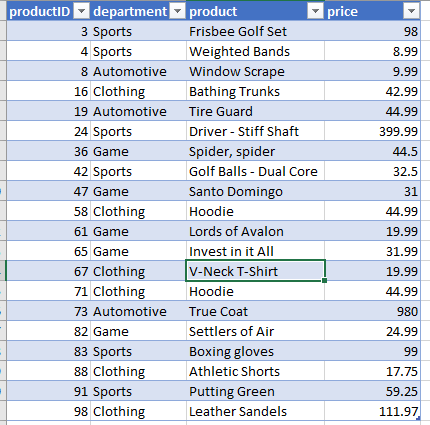 productID department product price
3 Sports Frisbee Golf Set 98
4 Sports Weighted Bands 8.99
8 Automotive Window Scrape 9.99
16 Clothing Bathing Trunks 42.99
19 Automotive Tire Guard 44.99
24 Sports Driver - Stiff Shaft 399.99
36 Game Spider, spider 44.5
42 Sports Golf Balls - Dual Core 32.5
47 Game Santo Domingo 31
58 Clothing Hoodie 44.99
61 Game Lords of Avalon 19.99
65 Game Invest in it All 31.99
67 Clothing V-Neck T-Shirt 19.99
71 Clothing Hoodie 44.99
73 Automotive True Coat 980
82 Game Settlers of Air 24.99
83 Sports Boxing gloves 99
88 Clothing Athletic Shorts 17.75
91 Sports Putting Green 59.25
98 Clothing Leather Sandels 111.97